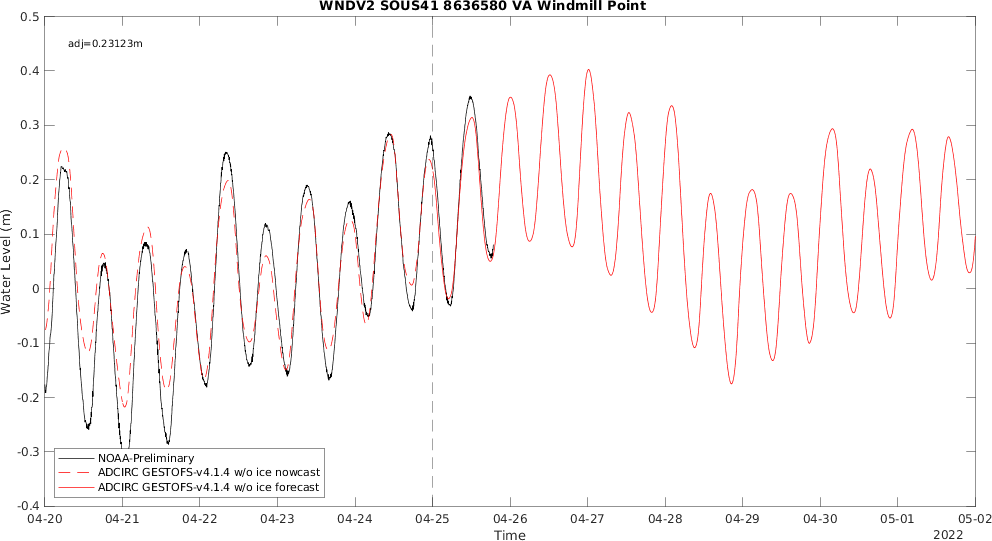 WNDV2 SOUS41 8636580 VA Windmill Point
adj=0.23123m
Water Level (m)
0.5
0.4
0.3
0.2
0.1
0
-0.1
-0.2
-0.3
-0.4
NOAA-Preliminary
ADCIRC GESTOFS-v4.1.4 w/o ice nowcast
ADCIRC GESTOFS-v4.1.4 w/o ice forecast
04-20 04-21 04-22 04-23 04-24 04-25 04-26 04-27 04-28 04-29 04-30 05-01 05-02
Time
2022